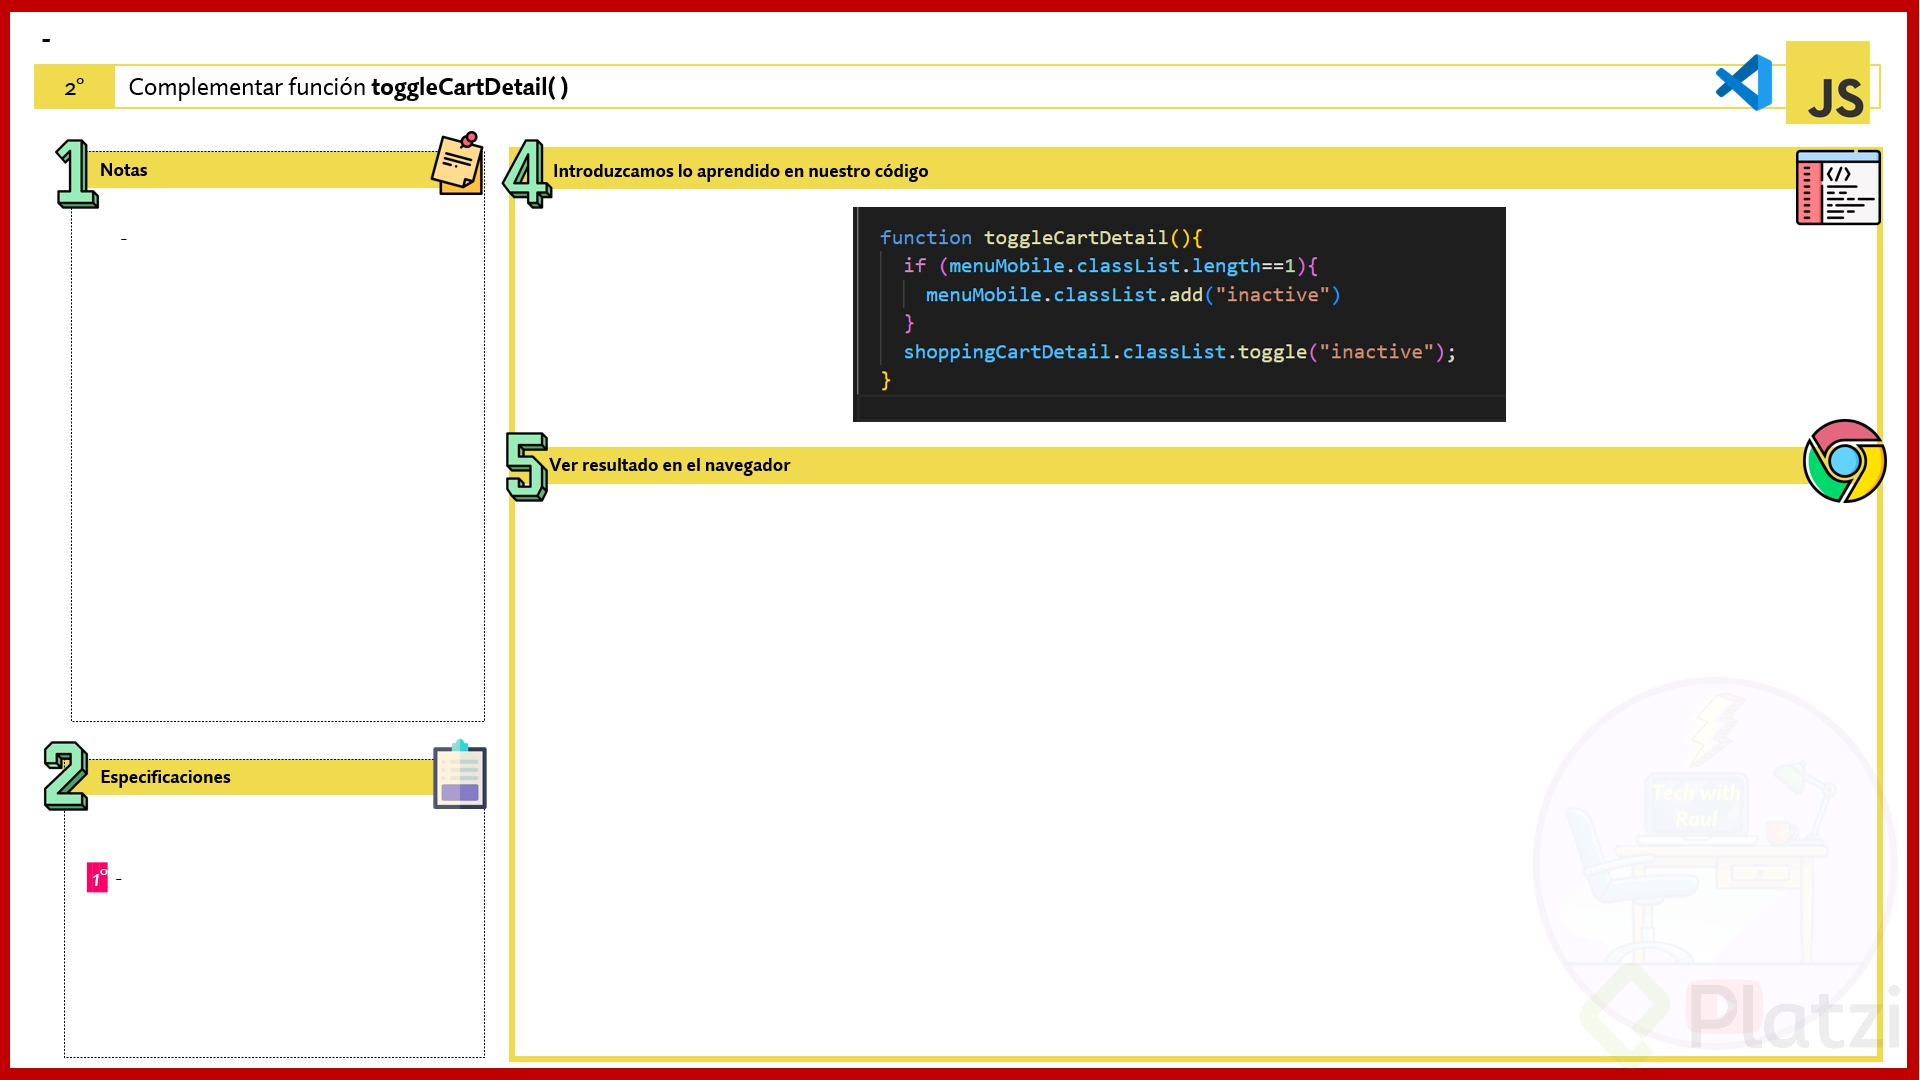 -
2° Complementar función toggleCartDetail( )
JS
1 Notas
-
2 Especificaciones
1° -
4 Introduzcamos lo aprendido en nuestro código
</>
function toggleCartDetail(){
if (menuMobile.classList.length==1){
menuMobile.classList.add("inactive")
}
shoppingCartDetail.classList.toggle("inactive");
}
5 Ver resultado en el navegador
Tech with
Raul
Platzi